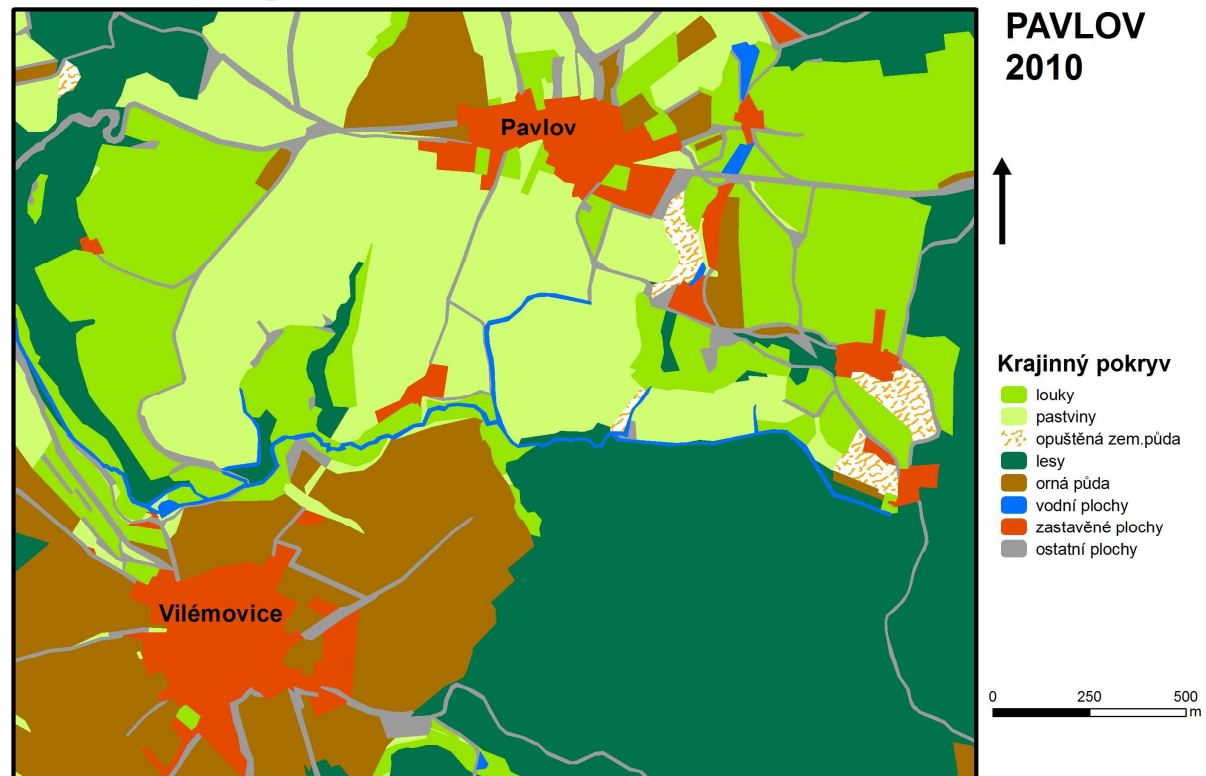 PAVLOV
2010
Pavlov
Vilémovice
Krajinný pokryv
louky
pastviny
opuštěná zem.půda
lesy
orná půda
vodní plochy
zastavěné plochy
ostatní plochy
0 250 500
m